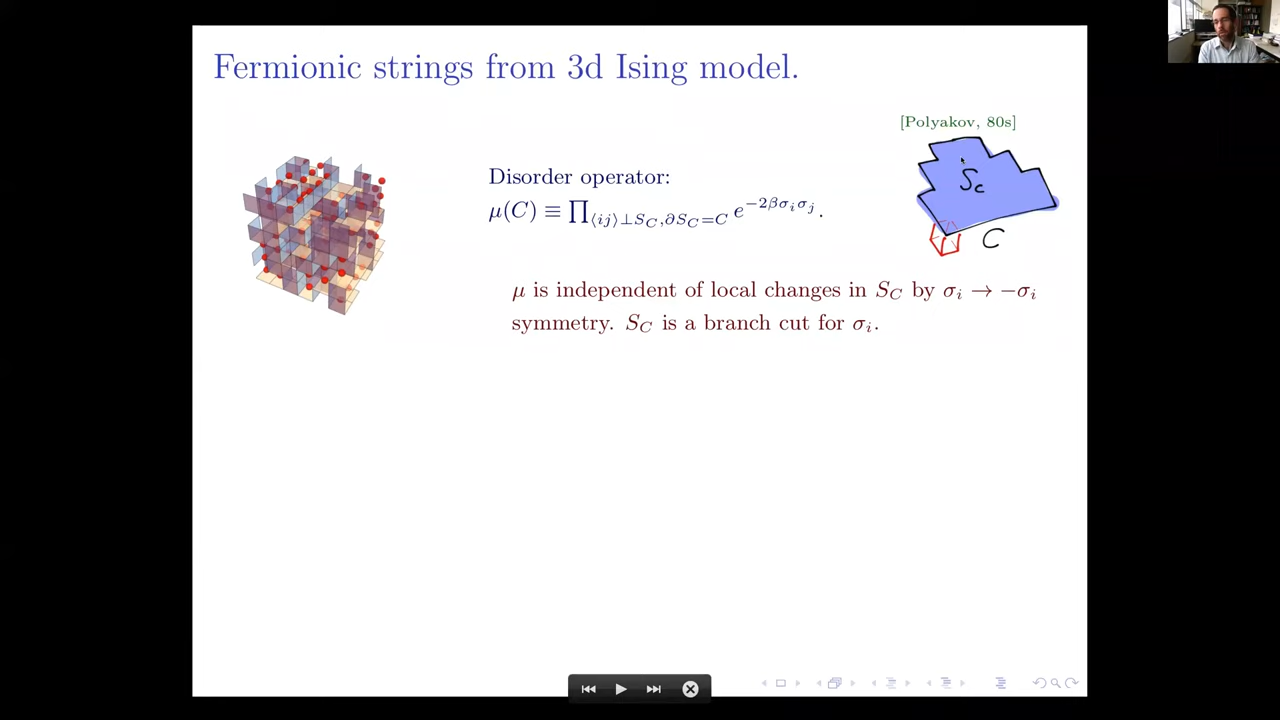 Fermionic strings from 3d Ising model.
[Polyakov, 80s]
Disorder operator:
μ(C) ≡ ∏⟨ij⟩⊥S_C,∂S_C=C e^{−2βσ_iσ_j}.
S_c
C
μ is independent of local changes in S_C by σ_i → −σ_i
symmetry. S_C is a branch cut for σ_i.